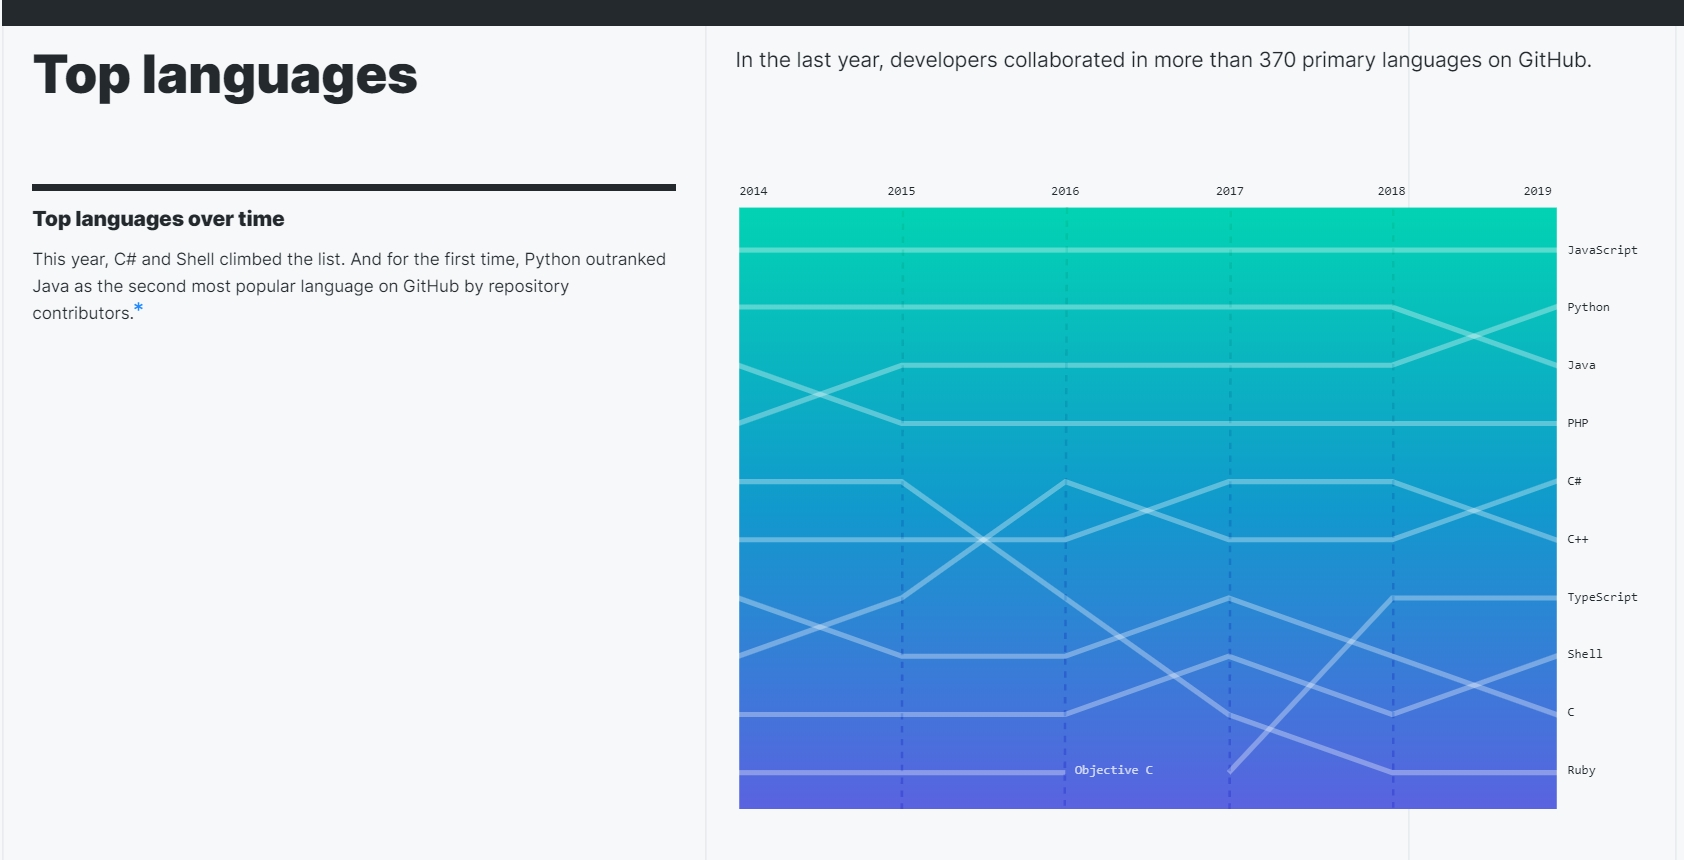 Top languages
In the last year, developers collaborated in more than 370 primary languages on GitHub.
Top languages over time
This year, C# and Shell climbed the list. And for the first time, Python outranked
Java as the second most popular language on GitHub by repository
contributors.*
2014 2015 2016 2017 2018 2019
JavaScript
Python
Java
PHP
C#
C++
TypeScript
Shell
C
Objective C
Ruby